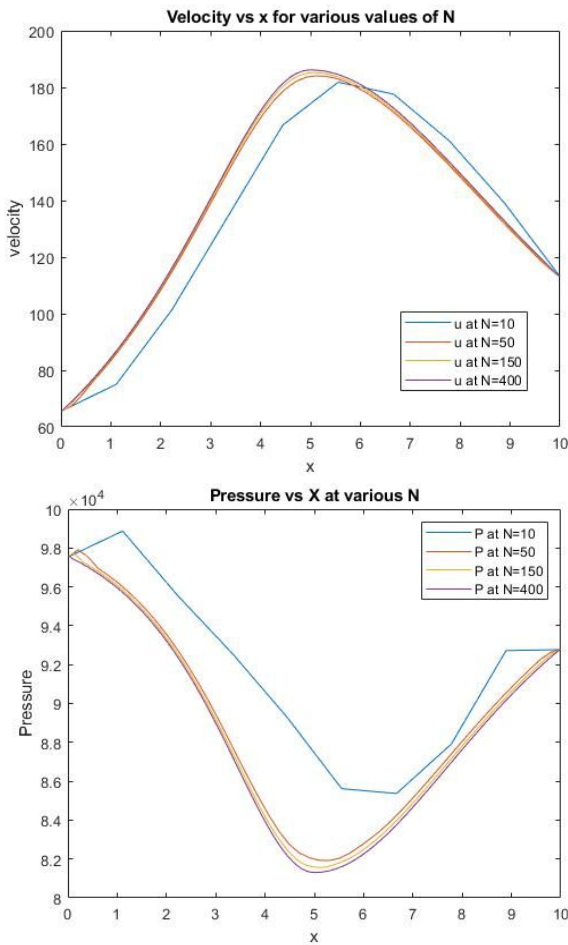 Velocity vs x for various values of N
200
180
160
140
120
100
80
60
velocity
u at N=10
u at N=50
u at N=150
u at N=400
0 1 2 3 4 5 6 7 8 9 10
x
Pressure vs X at various N
×10⁴
10
9.8
9.6
9.4
9.2
9
8.8
8.6
8.4
8.2
8
Pressure
P at N=10
P at N=50
P at N=150
P at N=400
0 1 2 3 4 5 6 7 8 9 10
x